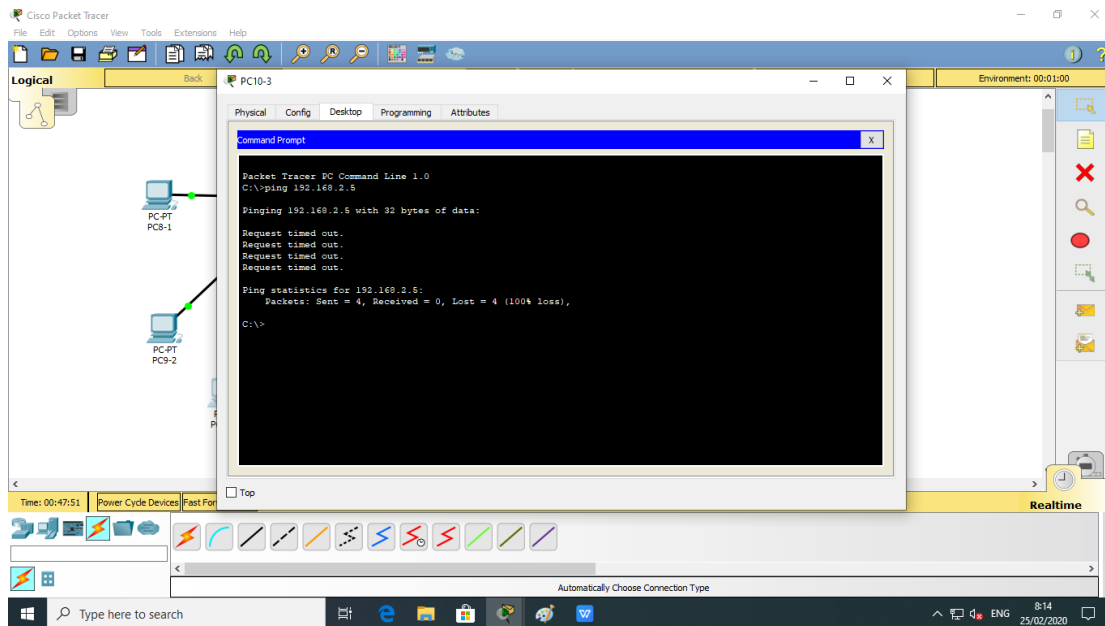 Cisco Packet Tracer
File Edit Options View Tools Extensions Help
Logical
Back
Environment: 00:01:00
PC10-3
Physical Config Desktop Programming Attributes
Command Prompt
X
Packet Tracer PC Command Line 1.0
C:\>ping 192.168.2.5
Pinging 192.168.2.5 with 32 bytes of data:
Request timed out.
Request timed out.
Request timed out.
Request timed out.
Ping statistics for 192.168.2.5:
Packets: Sent = 4, Received = 0, Lost = 4 (100% loss),
C:\>
PC-PT
PC8-1
PC-PT
PC9-2
Top
Time: 00:47:51
Power Cycle Devices
Fast For
Realtime
Automatically Choose Connection Type
Type here to search
ENG
8:14
25/02/2020